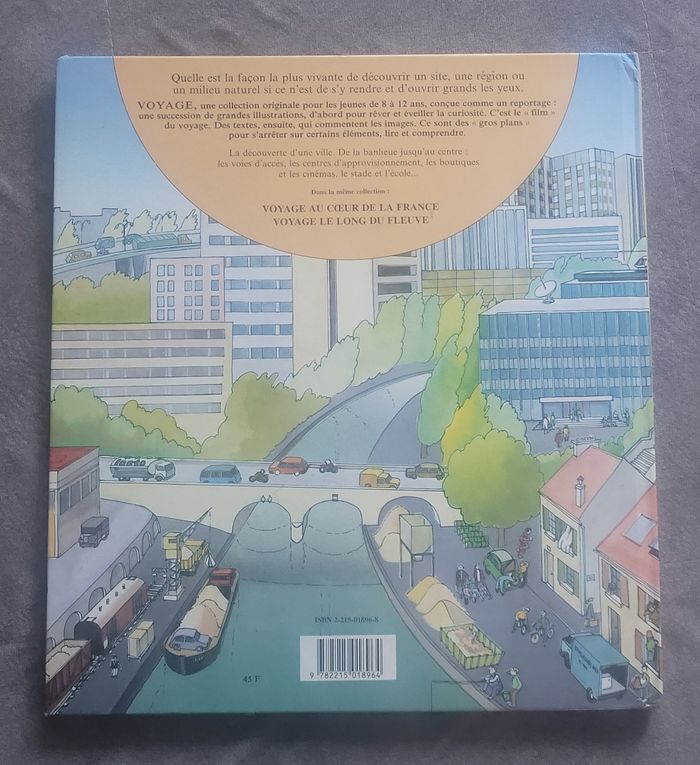 Quelle est la façon la plus vivante de découvrir un site, une région ou
un milieu naturel si ce n'est de s'y rendre et d'ouvrir grands les yeux.
VOYAGE, une collection originale pour les jeunes de 8 à 12 ans, conçue comme un reportage :
une succession de grandes illustrations, d'abord pour rêver et éveiller la curiosité. C'est le « film »
du voyage. Des textes, ensuite, qui commentent les images. Ce sont des « gros plans »
pour s'arrêter sur certains éléments, lire et comprendre.
La découverte d'une ville. De la banlieue jusqu'au centre :
les voies d'accès, les centres d'approvisionnement, les boutiques
et les cinémas, le stade et l'école...
Dans la même collection :
VOYAGE AU CŒUR DE LA FRANCE
VOYAGE LE LONG DU FLEUVE
ISBN 2-215-01896-8
45 F
9 782215 018964